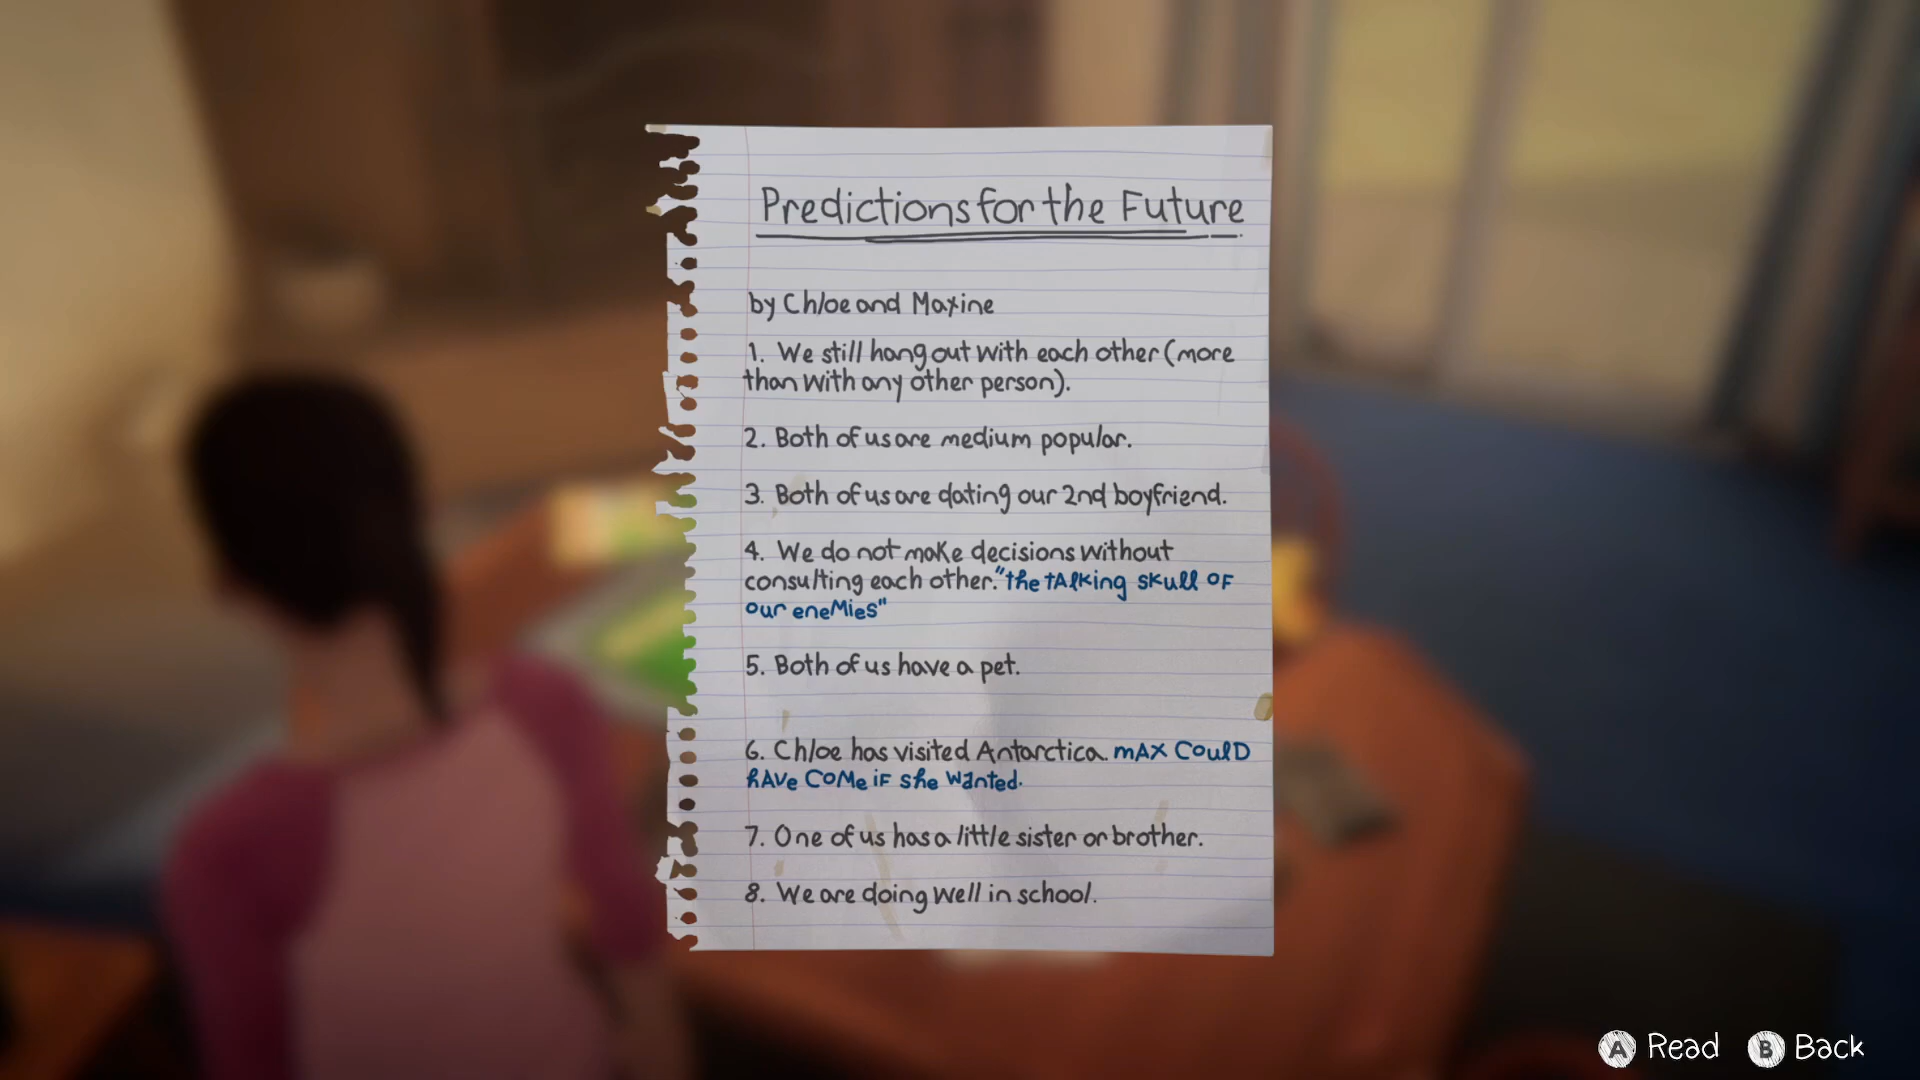 Predictions for the Future
by Chloe and Maxine
1. We still hang out with each other (more
than with any other person).
2. Both of us are medium popular.
3. Both of us are dating our 2nd boyfriend.
4. We do not make decisions without
consulting each other. "the tALking skull OF
our eneMies"
5. Both of us have a pet.
6. Chloe has visited Antarctica. mAX COulD
hAve COMe iF she wanted.
7. One of us has a little sister or brother.
8. We are doing well in school.
A Read B Back